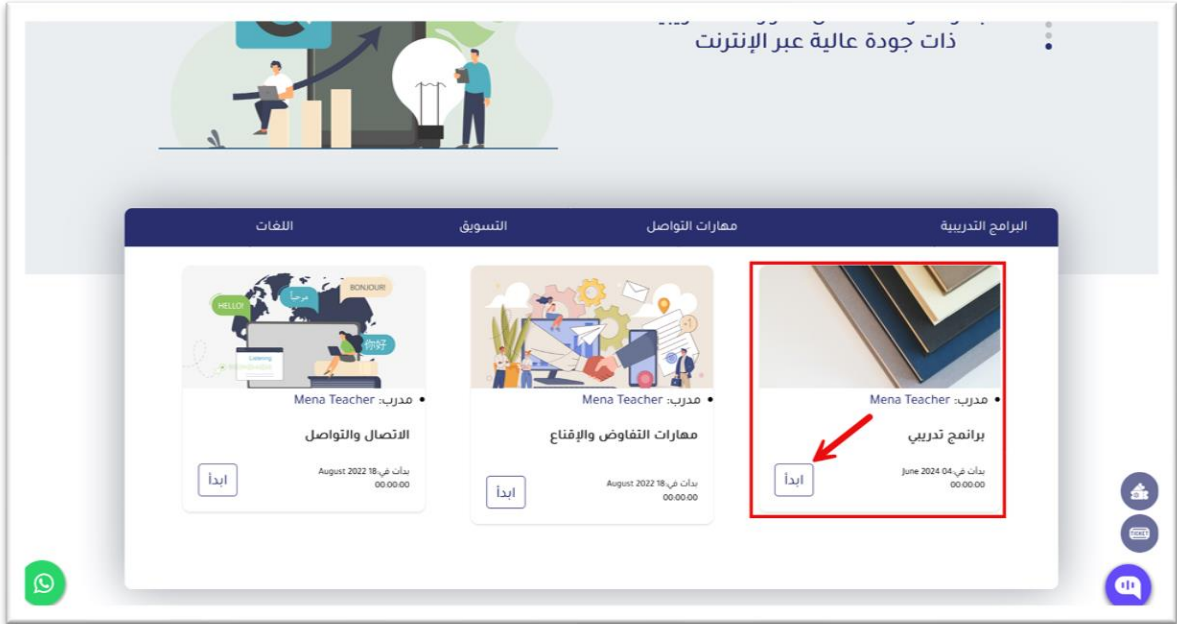 ذات جودة عالية عبر الإنترنت
البرامج التدريبية
مهارات التواصل
التسويق
اللغات
مدرب: Mena Teacher
برانمج تدريبي
بدأت في:04 June 2024
00:00:00
ابدأ
مدرب: Mena Teacher
مهارات التفاوض والإقناع
بدأت في:18 August 2022
00:00:00
ابدأ
HELLO!
مرحباً
BONJOUR!
你好
Listening
مدرب: Mena Teacher
الاتصال والتواصل
بدأت في:18 August 2022
00:00:00
ابدأ
TICKET